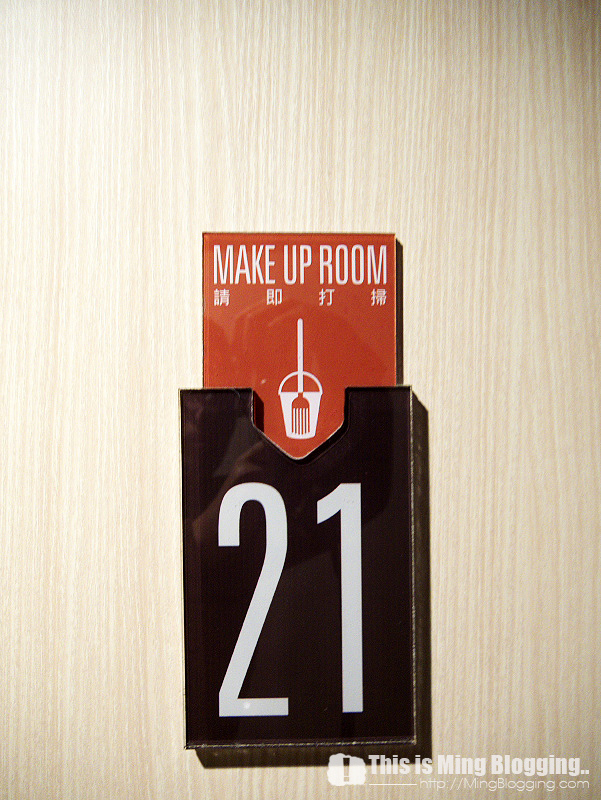 MAKE UP ROOM
請即打掃
21
This is Ming Blogging..
http://MingBlogging.com